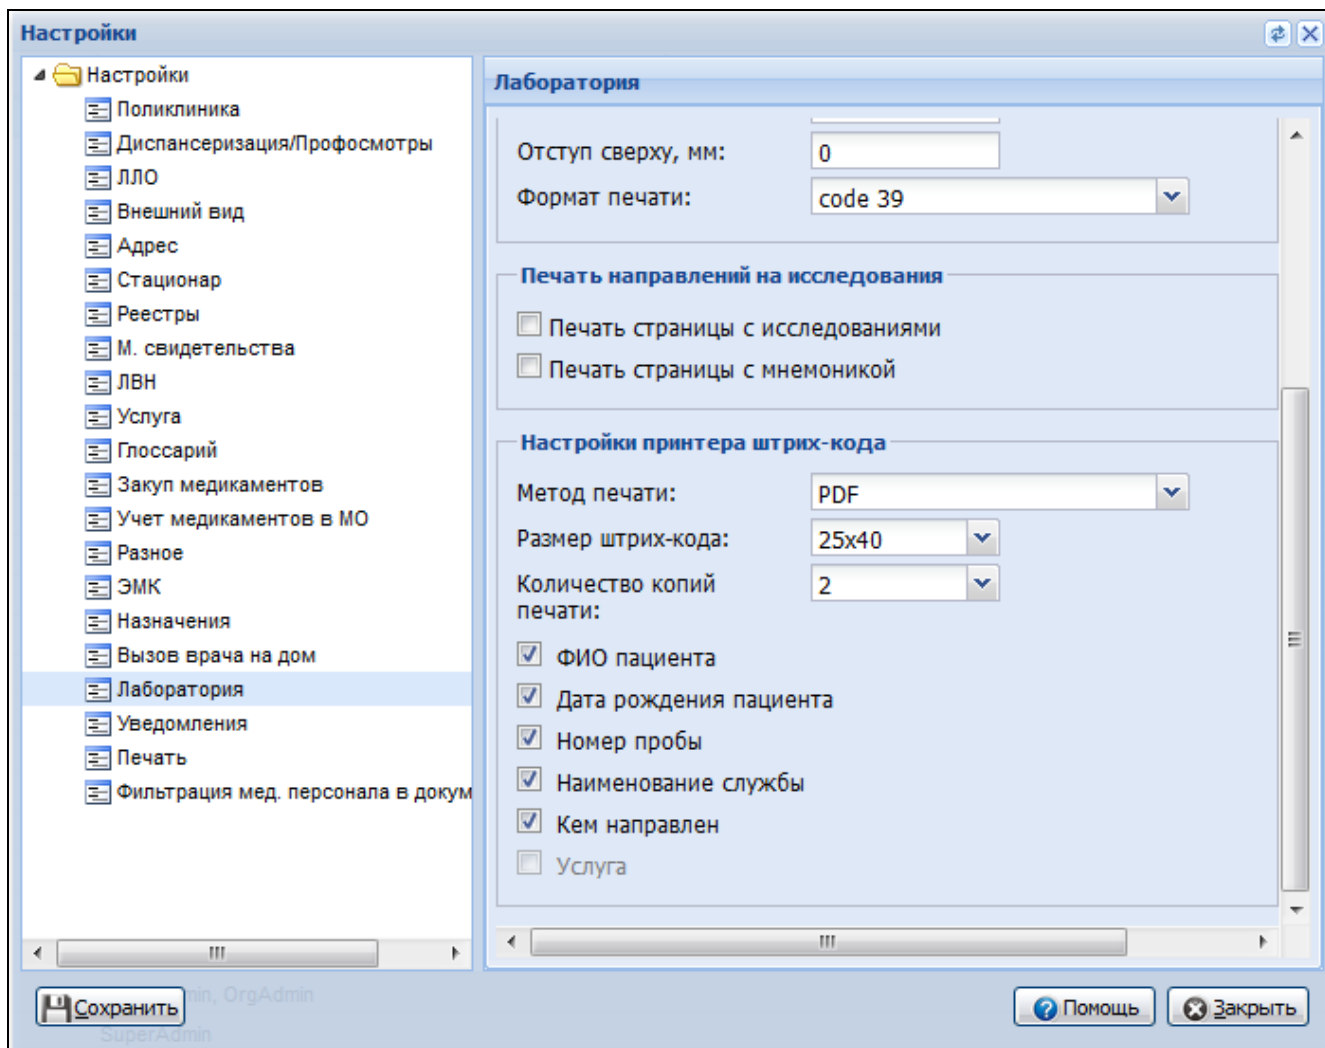 Настройки
Настройки
Поликлиника
Диспансеризация/Профосмотры
ЛЛО
Внешний вид
Адрес
Стационар
Реестры
М. свидетельства
ЛВН
Услуга
Глоссарий
Закуп медикаментов
Учет медикаментов в МО
Разное
ЭМК
Назначения
Вызов врача на дом
Лаборатория
Уведомления
Печать
Фильтрация мед. персонала в докум
Лаборатория
Отступ сверху, мм: 0
Формат печати: code 39
Печать направлений на исследования
Печать страницы с исследованиями
Печать страницы с мнемоникой
Настройки принтера штрих-кода
Метод печати: PDF
Размер штрих-кода: 25x40
Количество копий 2
печати:
ФИО пациента
Дата рождения пациента
Номер пробы
Наименование службы
Кем направлен
Услуга
Сохранить
min, OrgAdmin
SuperAdmin
Помощь
Закрыть